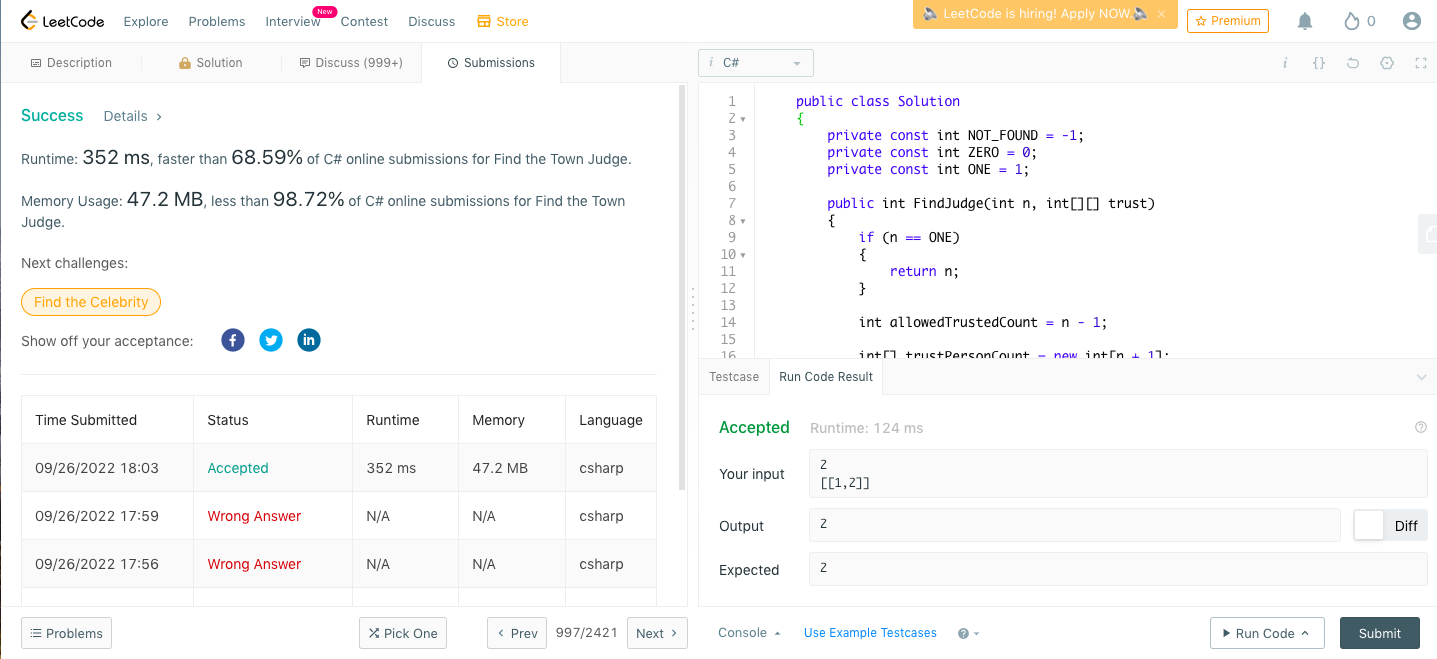 LeetCode Explore Problems Interview New Contest Discuss Store LeetCode is hiring! Apply NOW. × Premium 0
Description Solution Discuss (999+) Submissions
Success Details >
Runtime: 352 ms, faster than 68.59% of C# online submissions for Find the Town Judge.
Memory Usage: 47.2 MB, less than 98.72% of C# online submissions for Find the Town
Judge.
Next challenges:
Find the Celebrity
Show off your acceptance:
Time Submitted Status Runtime Memory Language
09/26/2022 18:03 Accepted 352 ms 47.2 MB csharp
09/26/2022 17:59 Wrong Answer N/A N/A csharp
09/26/2022 17:56 Wrong Answer N/A N/A csharp
Problems Pick One < Prev 997/2421 Next >
i C# i {}
1 public class Solution
2 {
3 private const int NOT_FOUND = -1;
4 private const int ZERO = 0;
5 private const int ONE = 1;
6
7 public int FindJudge(int n, int[][] trust)
8 {
9 if (n == ONE)
10 {
11 return n;
12 }
13
14 int allowedTrustedCount = n - 1;
15
16 int[] trustPersonCount = new int[n + 1];
Testcase Run Code Result
Accepted Runtime: 124 ms
Your input
2
[[1,2]]
Output 2 Diff
Expected 2
Console Use Example Testcases Run Code Submit